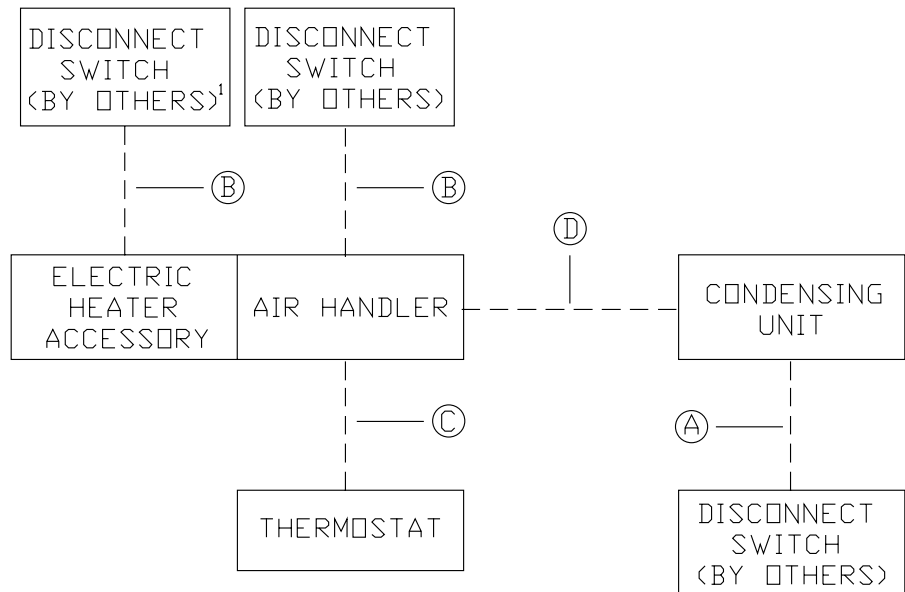 DISCONNECT
SWITCH
(BY OTHERS)1
DISCONNECT
SWITCH
(BY OTHERS)
B
B
D
ELECTRIC
HEATER
ACCESSORY
AIR HANDLER
CONDENSING
UNIT
C
A
THERMOSTAT
DISCONNECT
SWITCH
(BY OTHERS)